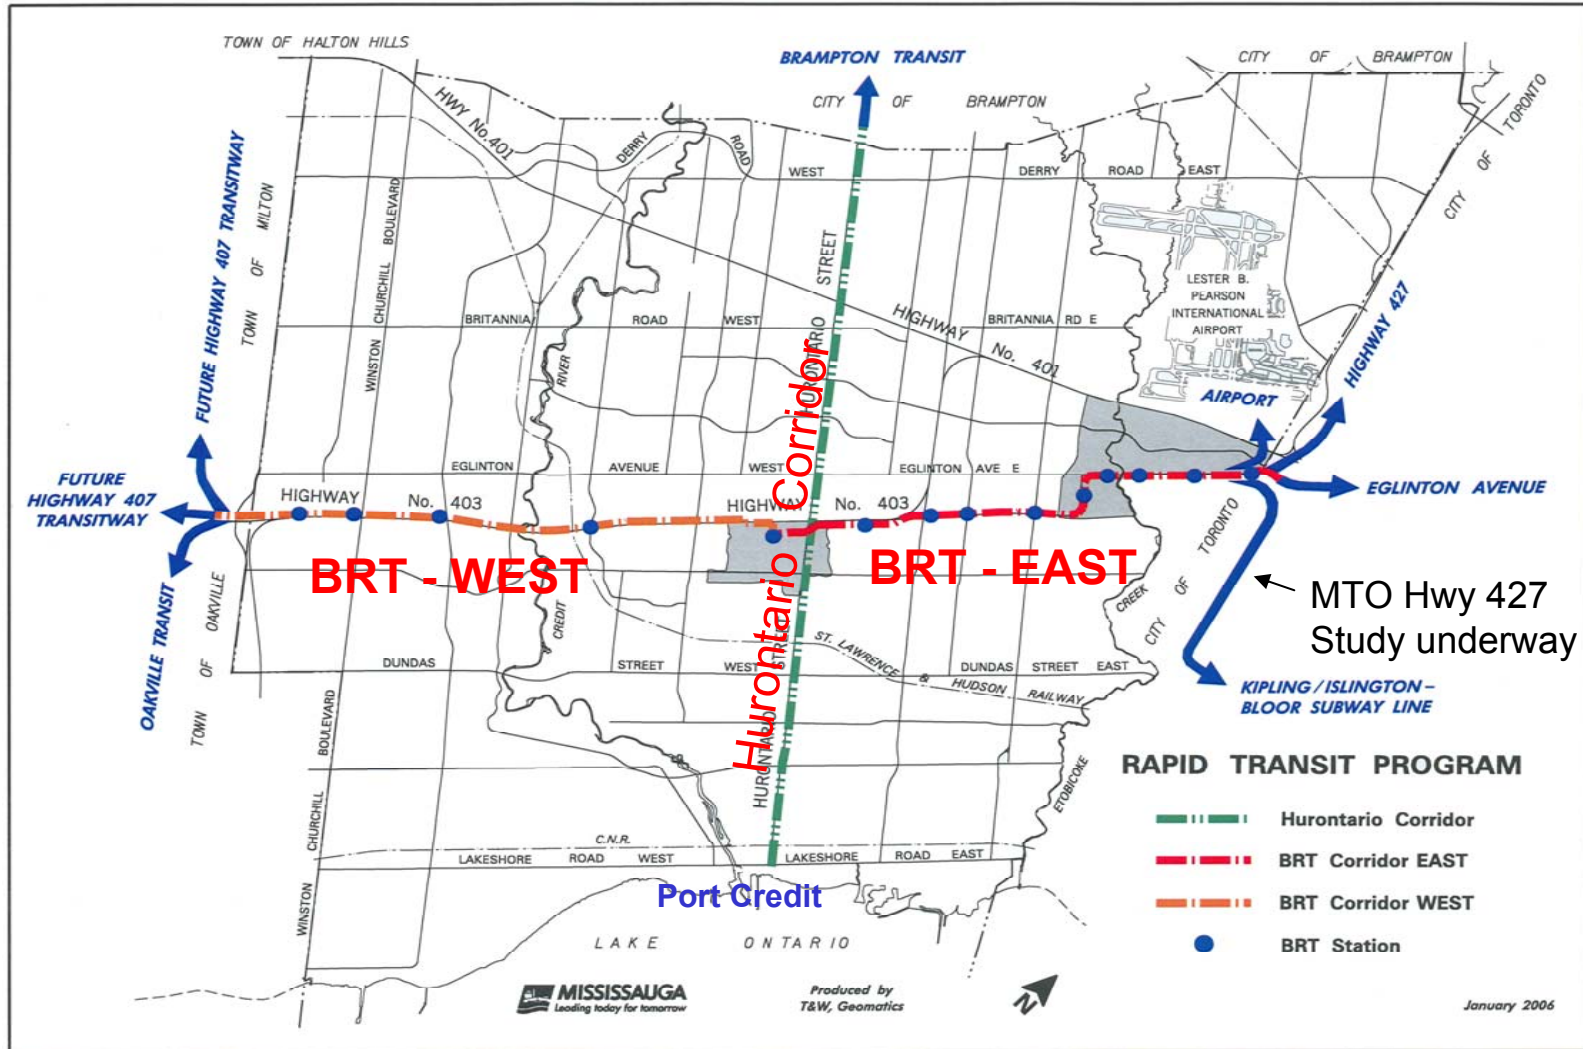 TOWN OF HALTON HILLS
BRAMPTON TRANSIT
CITY OF BRAMPTON
CITY OF BRAMPTON
CITY OF TORONTO
HWY No.401
DERRY ROAD WEST
DERRY ROAD EAST
FUTURE HIGHWAY 407 TRANSITWAY
TOWN OF MILTON
WINSTON CHURCHILL BOULEVARD
HURONTARIO STREET
LESTER B.
PEARSON
INTERNATIONAL
AIRPORT
BRITANNIA ROAD WEST
BRITANNIA RD E
HIGHWAY No. 401
RIVER
HIGHWAY 427
AIRPORT
Hurontario Corridor
EGLINTON AVENUE WEST
EGLINTON AVE E
FUTURE
HIGHWAY 407
TRANSITWAY
HIGHWAY No. 403
HIGHWAY No. 403
EGLINTON AVENUE
BRT - WEST
BRT - EAST
OAKVILLE TRANSIT
TOWN OF OAKVILLE
CREDIT
CREEK
CITY OF TORONTO
MTO Hwy 427
Study underway
DUNDAS STREET WEST
DUNDAS STREET EAST
ST. LAWRENCE & HUDSON RAILWAY
STREET
HURONTARIO
KIPLING/ISLINGTON –
BLOOR SUBWAY LINE
ETOBICOKE
WINSTON CHURCHILL BOULEVARD
C.N.R.
LAKESHORE ROAD WEST
LAKESHORE ROAD EAST
Port Credit
LAKE ONTARIO
RAPID TRANSIT PROGRAM
Hurontario Corridor
BRT Corridor EAST
BRT Corridor WEST
BRT Station
MISSISSAUGA
Leading today for tomorrow
Produced by
T&W, Geomatics
N
January 2006